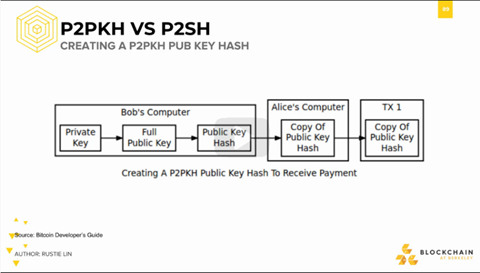 P2PKH VS P2SH
CREATING A P2PKH PUB KEY HASH
Bob's Computer
Private
Key
Full
Public Key
Public Key
Hash
Alice's Computer
Copy Of
Public Key
Hash
TX 1
Copy Of
Public Key
Hash
Creating A P2PKH Public Key Hash To Receive Payment
Source: Bitcoin Developer's Guide
AUTHOR: RUSTIE LIN
BLOCKCHAIN
AT BERKELEY